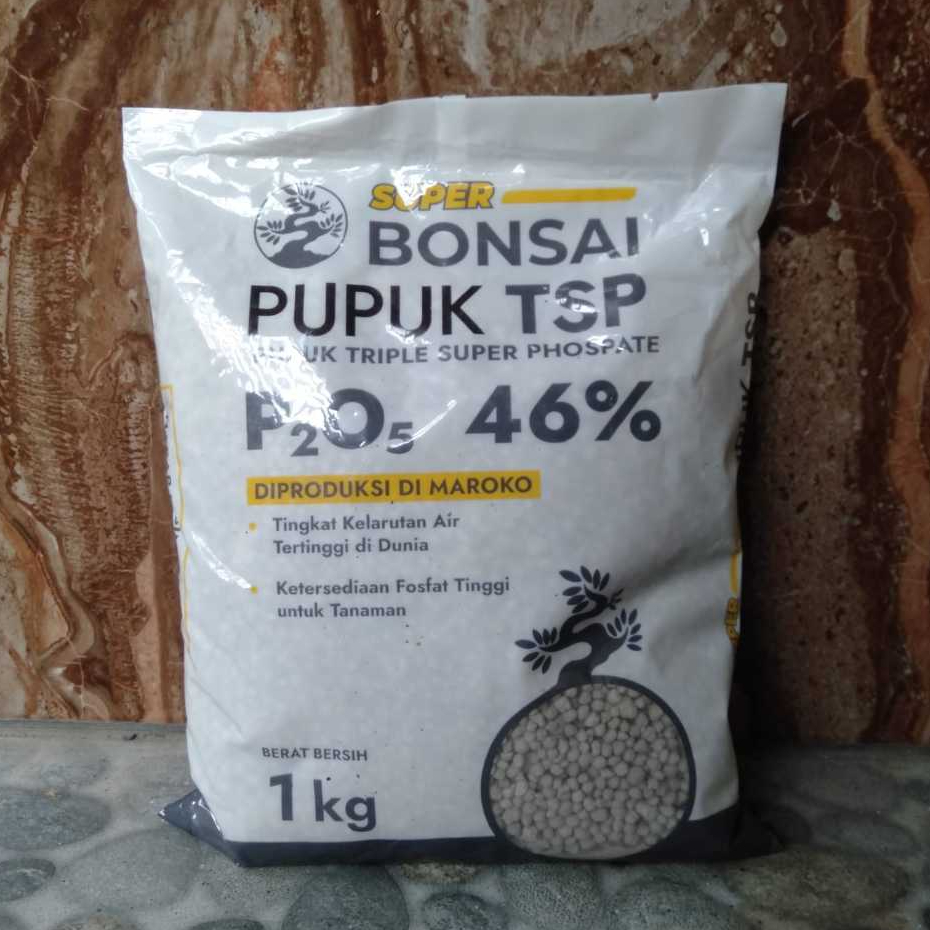 SUPER
BONSAI
PUPUK TSP
PUPUK TRIPLE SUPER PHOSPATE
P₂O₅ 46%
DIPRODUKSI DI MAROKO
Tingkat Kelarutan Air
Tertinggi di Dunia
Ketersediaan Fosfat Tinggi
untuk Tanaman
BERAT BERSIH
1 kg